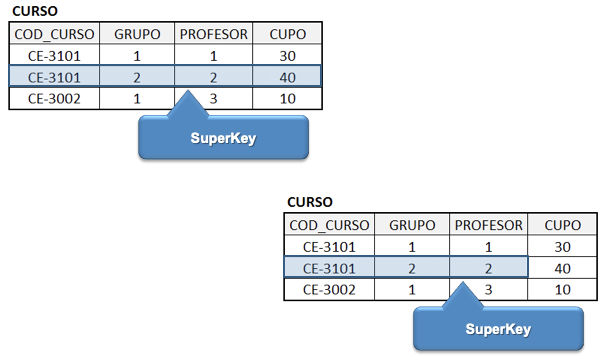 CURSO
COD_CURSO GRUPO PROFESOR CUPO
CE-3101 1 1 30
CE-3101 2 2 40
CE-3002 1 3 10
SuperKey
CURSO
COD_CURSO GRUPO PROFESOR CUPO
CE-3101 1 1 30
CE-3101 2 2 40
CE-3002 1 3 10
SuperKey